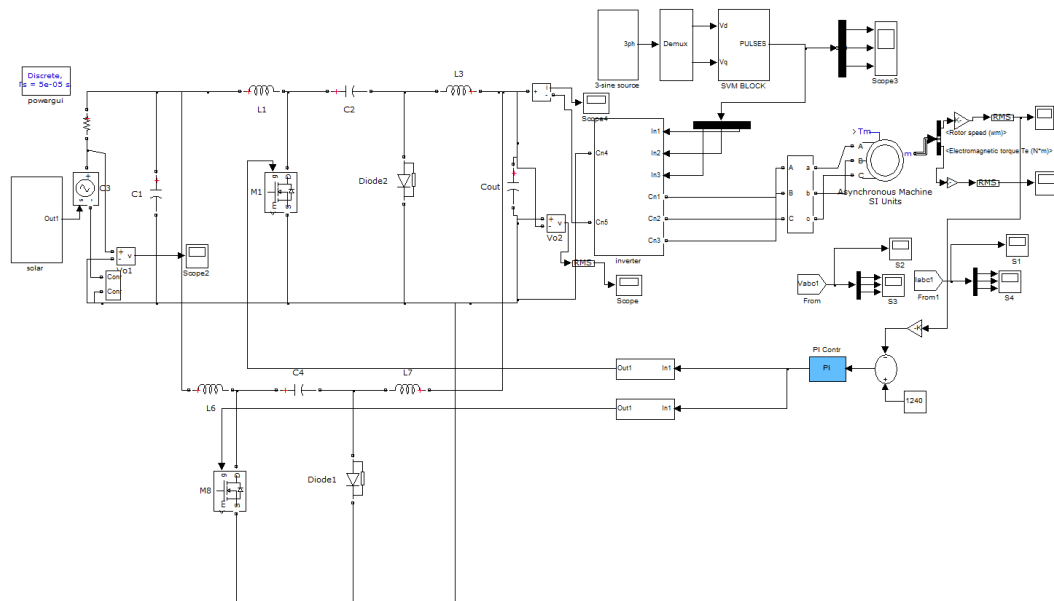 Discrete,
s = 5e-05 s
powergui
3ph
3-sine source
Demux
Vd
Vq
PULSES
SVM BLOCK
Scope3
L1
C2
L3
Scope4
In1
In2
In3
Cn1
Cn2
Cn3
Cn4
Cn5
inverter
Tm
A
B
C
m
Asynchronous Machine
SI Units
<Rotor speed (wm)>
<Electromagnetic torque Te (N*m)>
RMS
RMS
A
B
C
a
b
c
C3
C1
M1
Diode2
Cout
Out1
solar
Vo1
Scope2
Conr
Conr
Vo2
RMS
Scope
S2
S1
Vabc1
From
S3
Iabc1
From1
S4
-K
PI Contr
PI
1240
Out1
In1
Out1
In1
L6
C4
L7
M8
Diode1